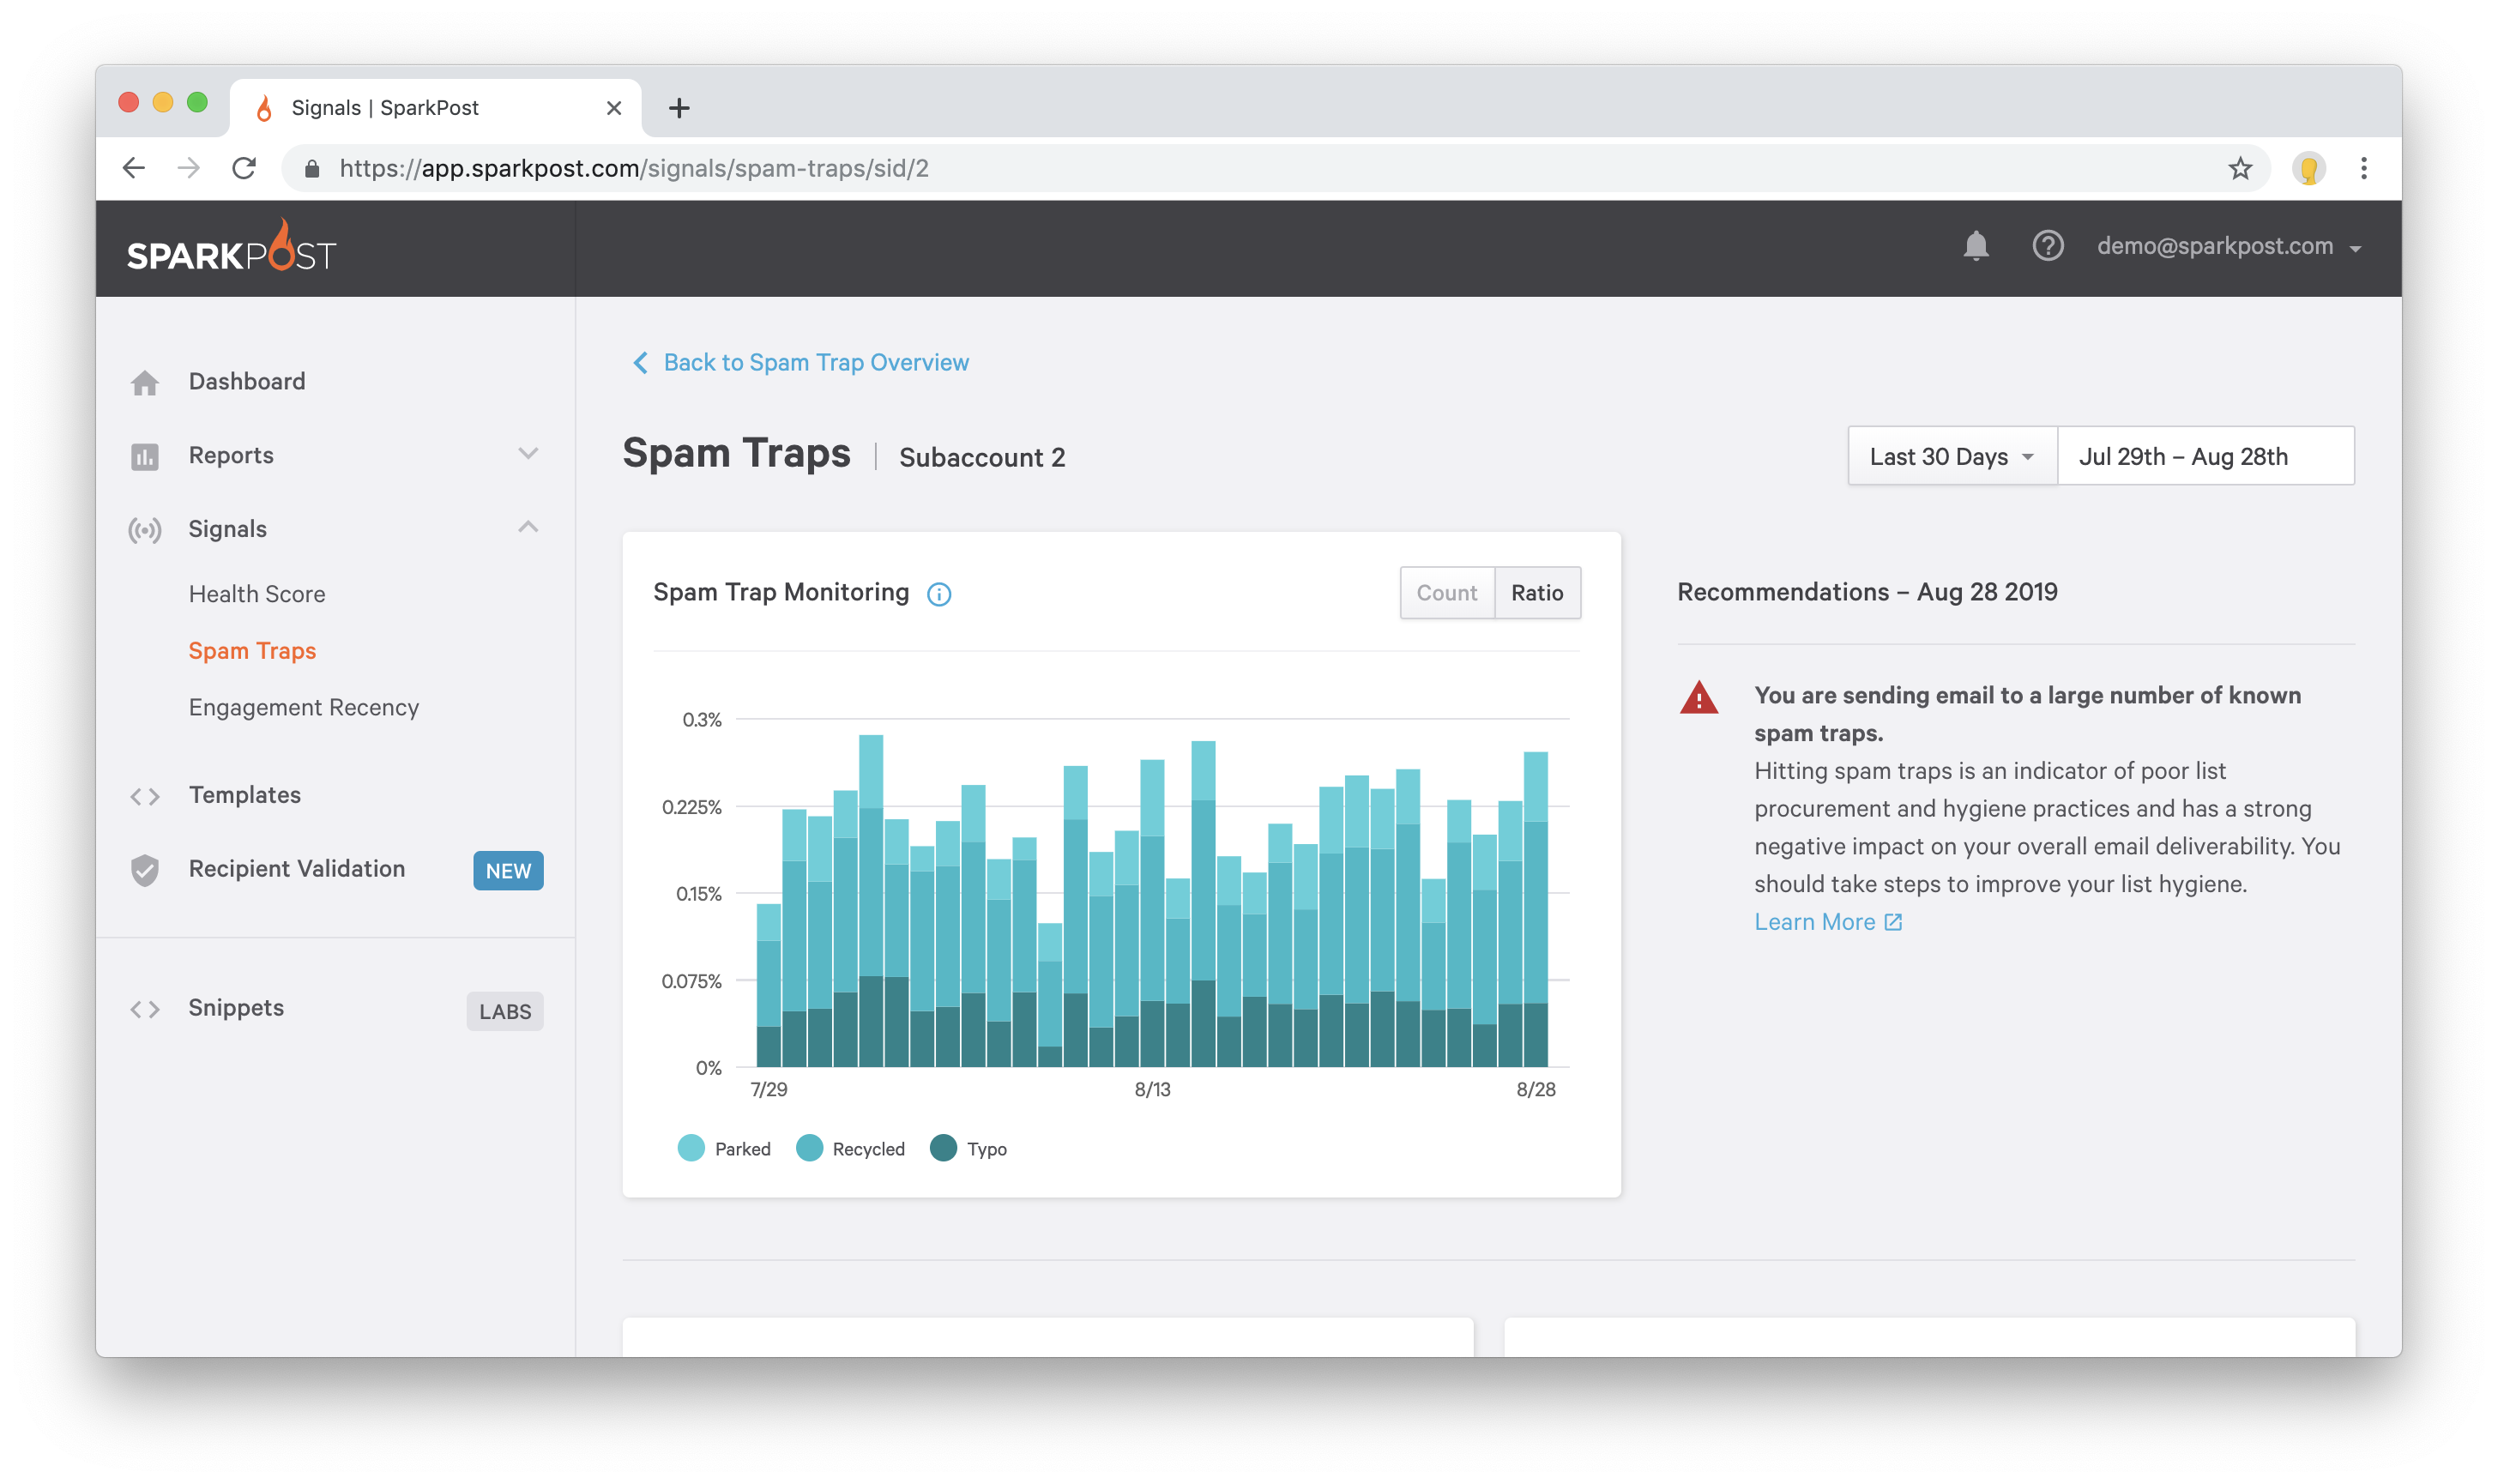 Signals | SparkPost
https://app.sparkpost.com/signals/spam-traps/sid/2
SPARKPOST
demo@sparkpost.com
Dashboard
Reports
Signals
Health Score
Spam Traps
Engagement Recency
Templates
Recipient Validation NEW
Snippets LABS
Back to Spam Trap Overview
Spam Traps | Subaccount 2
Last 30 Days Jul 29th – Aug 28th
Spam Trap Monitoring
Count Ratio
0.3%
0.225%
0.15%
0.075%
0%
7/29 8/13 8/28
Parked Recycled Typo
Recommendations – Aug 28 2019
You are sending email to a large number of known
spam traps.
Hitting spam traps is an indicator of poor list
procurement and hygiene practices and has a strong
negative impact on your overall email deliverability. You
should take steps to improve your list hygiene.
Learn More